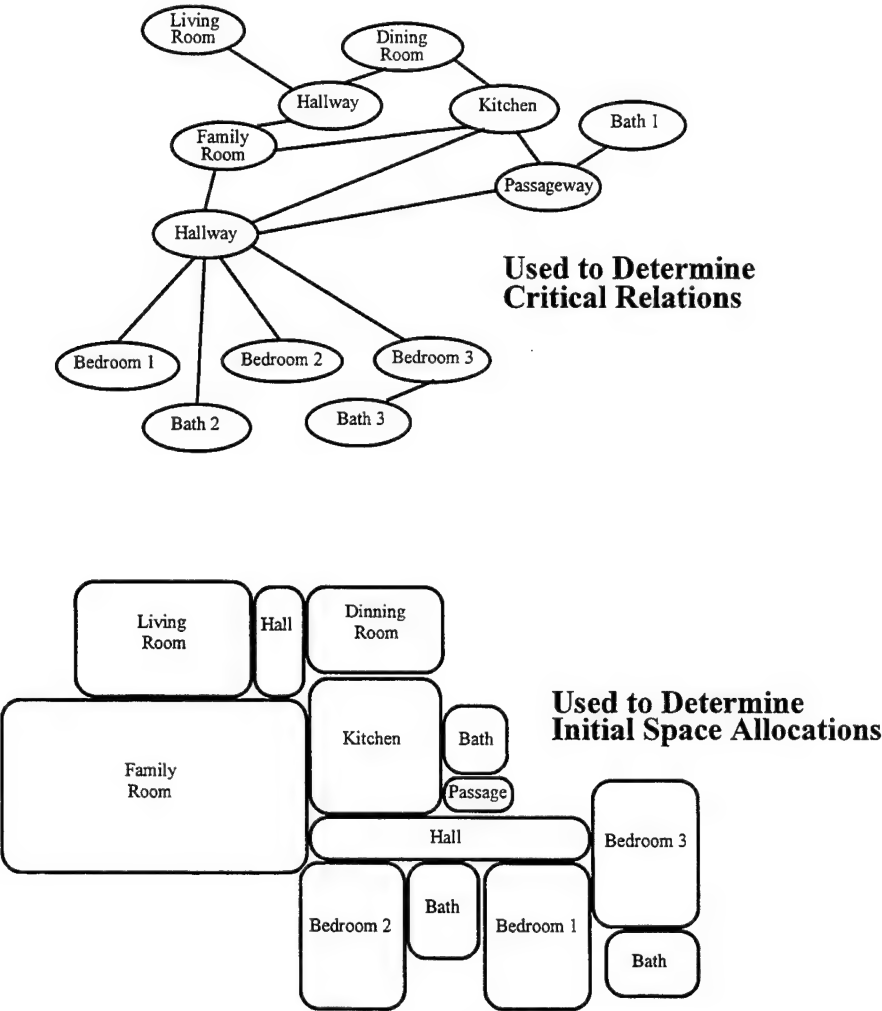 Living
Room
Dining
Room
Hallway
Kitchen
Bath 1
Family
Room
Passageway
Hallway
Used to Determine
Critical Relations
Bedroom 1
Bedroom 2
Bedroom 3
Bath 2
Bath 3
Living
Room
Hall
Dinning
Room
Used to Determine
Initial Space Allocations
Kitchen
Bath
Family
Room
Passage
Hall
Bedroom 3
Bedroom 2
Bath
Bedroom 1
Bath